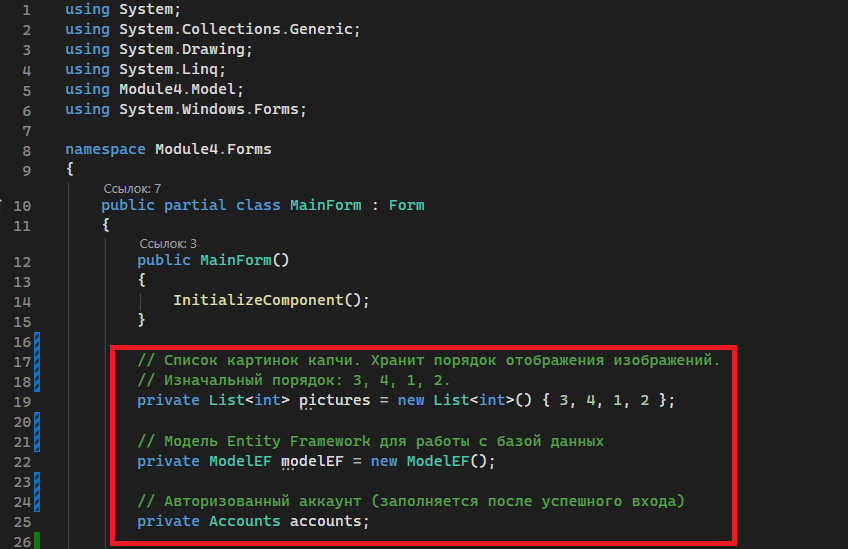 1 using System;
2 using System.Collections.Generic;
3 using System.Drawing;
4 using System.Linq;
5 using Module4.Model;
6 using System.Windows.Forms;
7
8 namespace Module4.Forms
9 {
Ссылок: 7
10 public partial class MainForm : Form
11 {
Ссылок: 3
12 public MainForm()
13 {
14 InitializeComponent();
15 }
16
17 // Список картинок капчи. Хранит порядок отображения изображений.
18 // Изначальный порядок: 3, 4, 1, 2.
19 private List<int> pictures = new List<int>() { 3, 4, 1, 2 };
20
21 // Модель Entity Framework для работы с базой данных
22 private ModelEF modelEF = new ModelEF();
23
24 // Авторизованный аккаунт (заполняется после успешного входа)
25 private Accounts accounts;
26